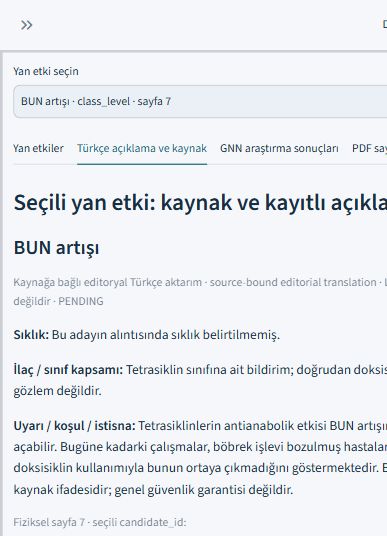 »
Yan etki seçin
BUN artışı · class_level · sayfa 7
Yan etkiler Türkçe açıklama ve kaynak GNN araştırma sonuçları PDF say
Seçili yan etki: kaynak ve kayıtlı açıkla
BUN artışı
Kaynağa bağlı editoryal Türkçe aktarım · source-bound editorial translation ·
değildir · PENDING
Sıklık: Bu adayın alıntısında sıklık belirtilmemiş.
İlaç / sınıf kapsamı: Tetrasiklin sınıfına ait bildirim; doğrudan doksis
gözlem değildir.
Uyarı / koşul / istisna: Tetrasiklinlerin antianabolik etkisi BUN artışı
açabilir. Bugüne kadarki çalışmalar, böbrek işlevi bozulmuş hastalar
doksisiklin kullanımıyla bunun ortaya çıkmadığını göstermektedir.
kaynak ifadesidir; genel güvenlik garantisi değildir.
Fiziksel sayfa 7 · seçili candidate_id: